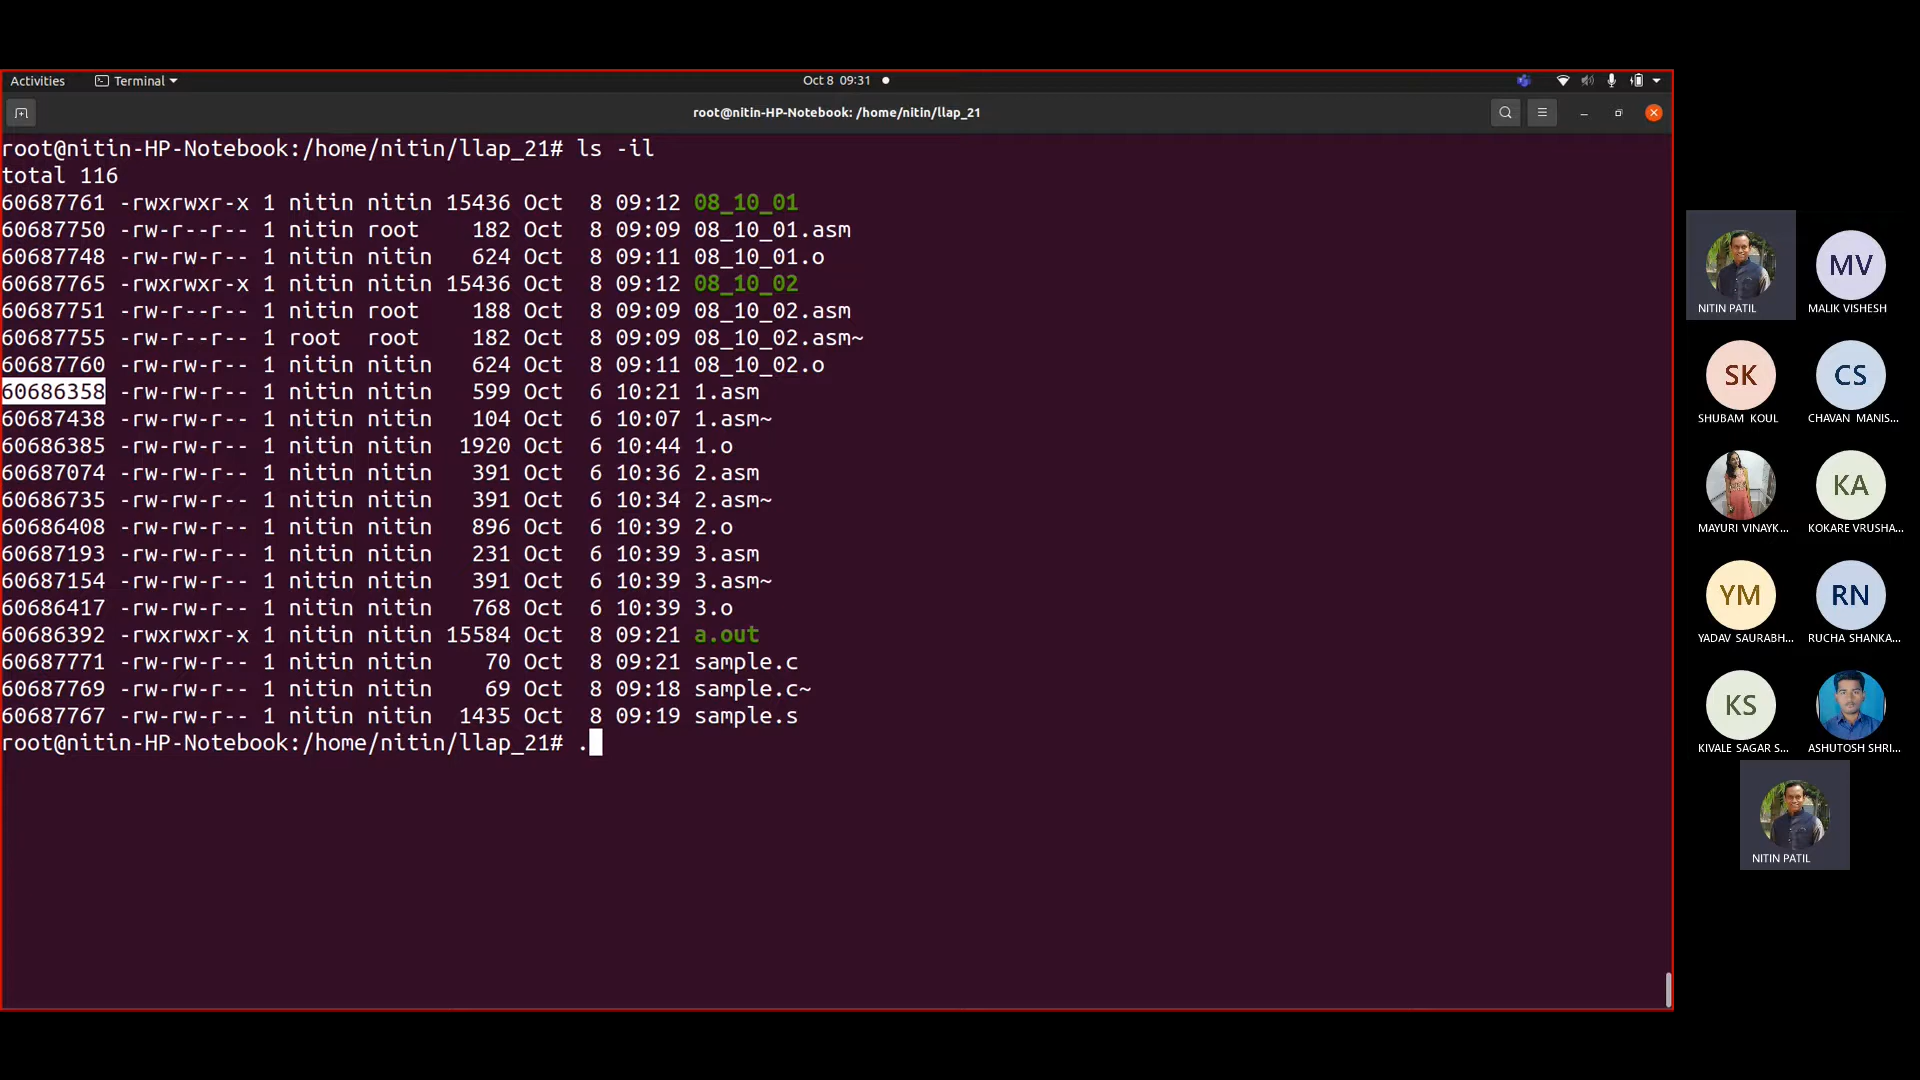 Activities Terminal Oct 8 09:31
root@nitin-HP-Notebook: /home/nitin/llap_21
root@nitin-HP-Notebook:/home/nitin/llap_21# ls -il
total 116
60687761 -rwxrwxr-x 1 nitin nitin 15436 Oct  8 09:12 08_10_01
60687750 -rw-r--r-- 1 nitin root    182 Oct  8 09:09 08_10_01.asm
60687748 -rw-rw-r-- 1 nitin nitin   624 Oct  8 09:11 08_10_01.o
60687765 -rwxrwxr-x 1 nitin nitin 15436 Oct  8 09:12 08_10_02
60687751 -rw-r--r-- 1 nitin root    188 Oct  8 09:09 08_10_02.asm
60687755 -rw-r--r-- 1 root  root    182 Oct  8 09:09 08_10_02.asm~
60687760 -rw-rw-r-- 1 nitin nitin   624 Oct  8 09:11 08_10_02.o
60686358 -rw-rw-r-- 1 nitin nitin   599 Oct  6 10:21 1.asm
60687438 -rw-rw-r-- 1 nitin nitin   104 Oct  6 10:07 1.asm~
60686385 -rw-rw-r-- 1 nitin nitin  1920 Oct  6 10:44 1.o
60687074 -rw-rw-r-- 1 nitin nitin   391 Oct  6 10:36 2.asm
60686735 -rw-rw-r-- 1 nitin nitin   391 Oct  6 10:34 2.asm~
60686408 -rw-rw-r-- 1 nitin nitin   896 Oct  6 10:39 2.o
60687193 -rw-rw-r-- 1 nitin nitin   231 Oct  6 10:39 3.asm
60687154 -rw-rw-r-- 1 nitin nitin   391 Oct  6 10:39 3.asm~
60686417 -rw-rw-r-- 1 nitin nitin   768 Oct  6 10:39 3.o
60686392 -rwxrwxr-x 1 nitin nitin 15584 Oct  8 09:21 a.out
60687771 -rw-rw-r-- 1 nitin nitin    70 Oct  8 09:21 sample.c
60687769 -rw-rw-r-- 1 nitin nitin    69 Oct  8 09:18 sample.c~
60687767 -rw-rw-r-- 1 nitin nitin  1435 Oct  8 09:19 sample.s
root@nitin-HP-Notebook:/home/nitin/llap_21# .
MV
NITIN PATIL MALIK VISHESH
SK CS
SHUBAM KOUL CHAVAN MANIS...
KA
MAYURI VINAYK... KOKARE VRUSHA...
YM RN
YADAV SAURABH... RUCHA SHANKA...
KS
KIVALE SAGAR S... ASHUTOSH SHRI...
NITIN PATIL